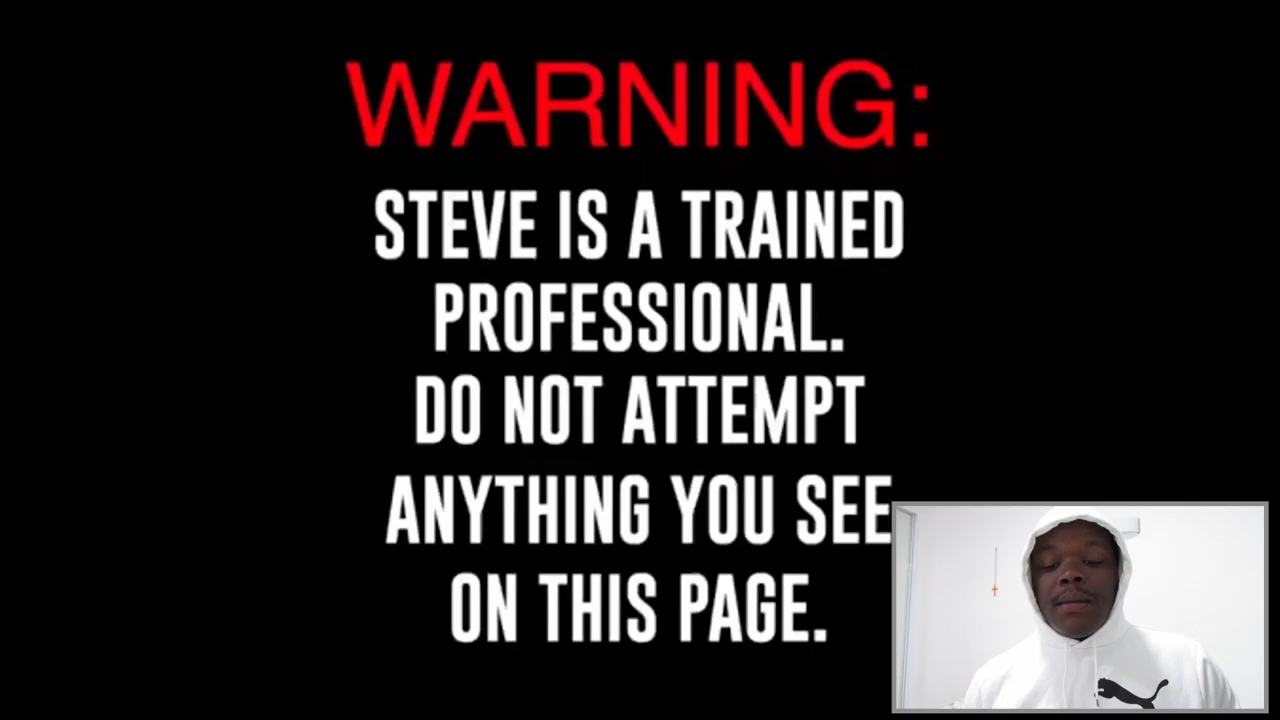 WARNING:
STEVE IS A TRAINED
PROFESSIONAL.
DO NOT ATTEMPT
ANYTHING YOU SEE
ON THIS PAGE.